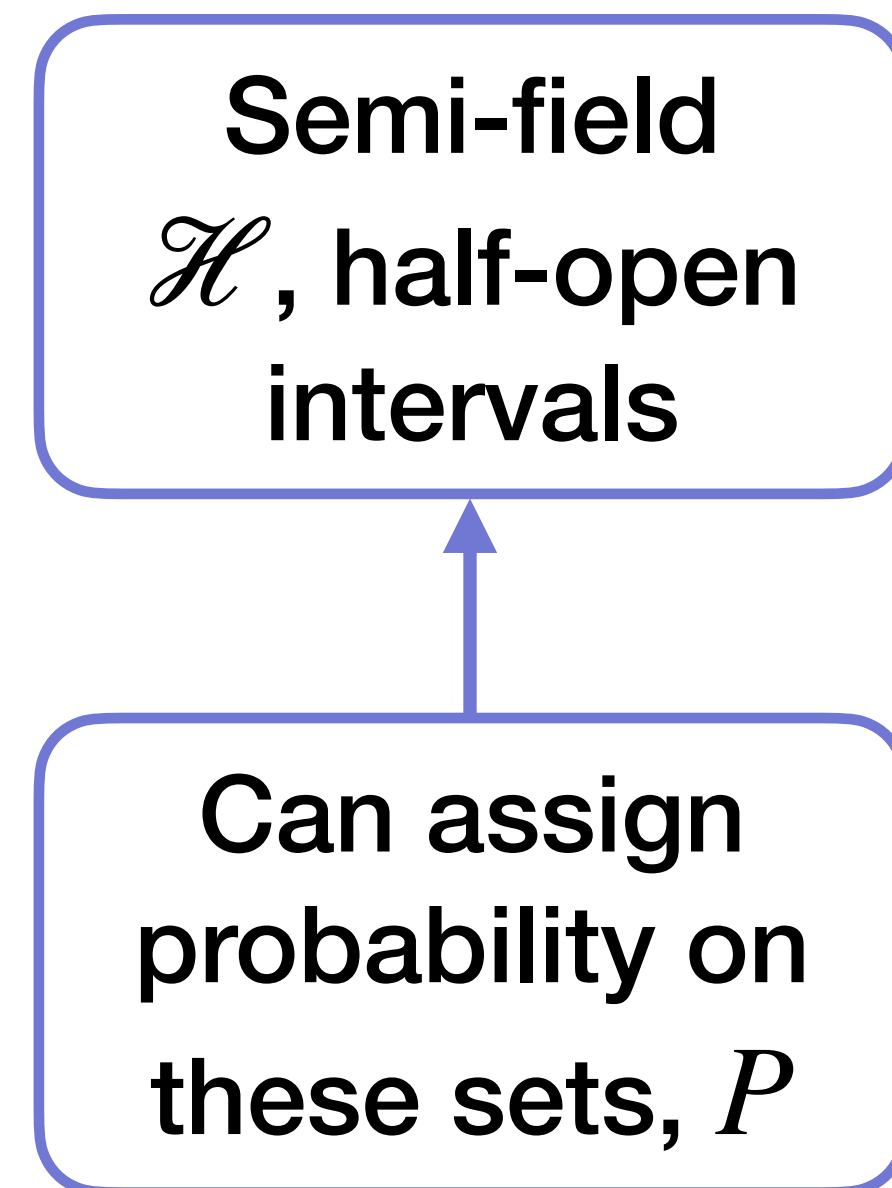 Semi-field
ℋ, half-open
intervals
Can assign
probability on
these sets, P